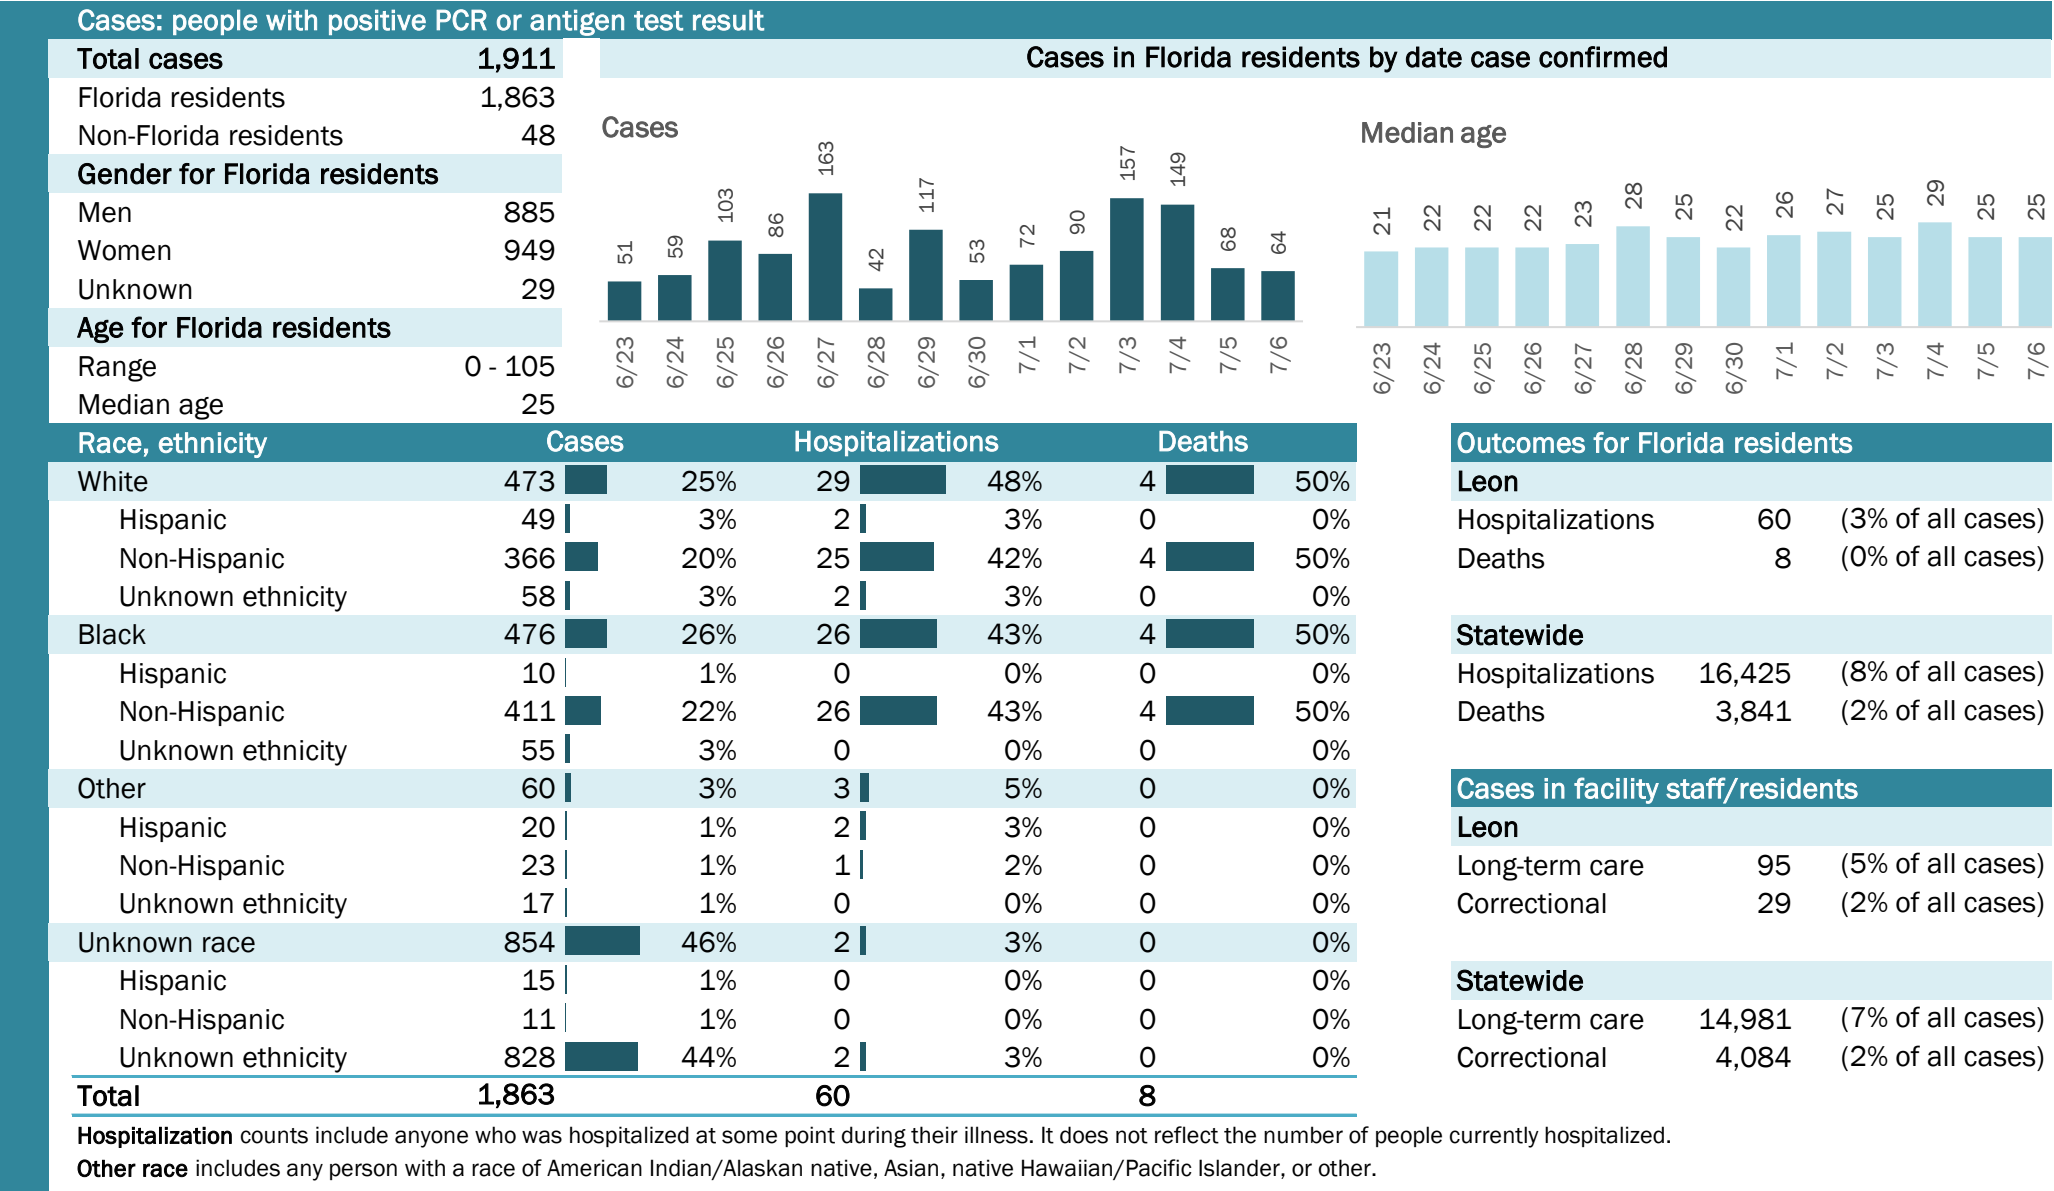 Cases: people with positive PCR or antigen test result
Total cases 1,911
Florida residents 1,863
Non-Florida residents 48
Gender for Florida residents
Men 885
Women 949
Unknown 29
Age for Florida residents
Range 0 - 105
Median age 25
Cases in Florida residents by date case confirmed
Cases
51 59 103 86 163 42 117 53 72 90 157 149 68 64
6/23 6/24 6/25 6/26 6/27 6/28 6/29 6/30 7/1 7/2 7/3 7/4 7/5 7/6
Median age
21 22 22 22 23 28 25 22 26 27 25 29 25 25
6/23 6/24 6/25 6/26 6/27 6/28 6/29 6/30 7/1 7/2 7/3 7/4 7/5 7/6
Race, ethnicity Cases Hospitalizations Deaths
White 473 25% 29 48% 4 50%
Hispanic 49 3% 2 3% 0 0%
Non-Hispanic 366 20% 25 42% 4 50%
Unknown ethnicity 58 3% 2 3% 0 0%
Black 476 26% 26 43% 4 50%
Hispanic 10 1% 0 0% 0 0%
Non-Hispanic 411 22% 26 43% 4 50%
Unknown ethnicity 55 3% 0 0% 0 0%
Other 60 3% 3 5% 0 0%
Hispanic 20 1% 2 3% 0 0%
Non-Hispanic 23 1% 1 2% 0 0%
Unknown ethnicity 17 1% 0 0% 0 0%
Unknown race 854 46% 2 3% 0 0%
Hispanic 15 1% 0 0% 0 0%
Non-Hispanic 11 1% 0 0% 0 0%
Unknown ethnicity 828 44% 2 3% 0 0%
Total 1,863 60 8
Outcomes for Florida residents
Leon
Hospitalizations 60 (3% of all cases)
Deaths 8 (0% of all cases)
Statewide
Hospitalizations 16,425 (8% of all cases)
Deaths 3,841 (2% of all cases)
Cases in facility staff/residents
Leon
Long-term care 95 (5% of all cases)
Correctional 29 (2% of all cases)
Statewide
Long-term care 14,981 (7% of all cases)
Correctional 4,084 (2% of all cases)
Hospitalization counts include anyone who was hospitalized at some point during their illness. It does not reflect the number of people currently hospitalized.
Other race includes any person with a race of American Indian/Alaskan native, Asian, native Hawaiian/Pacific Islander, or other.